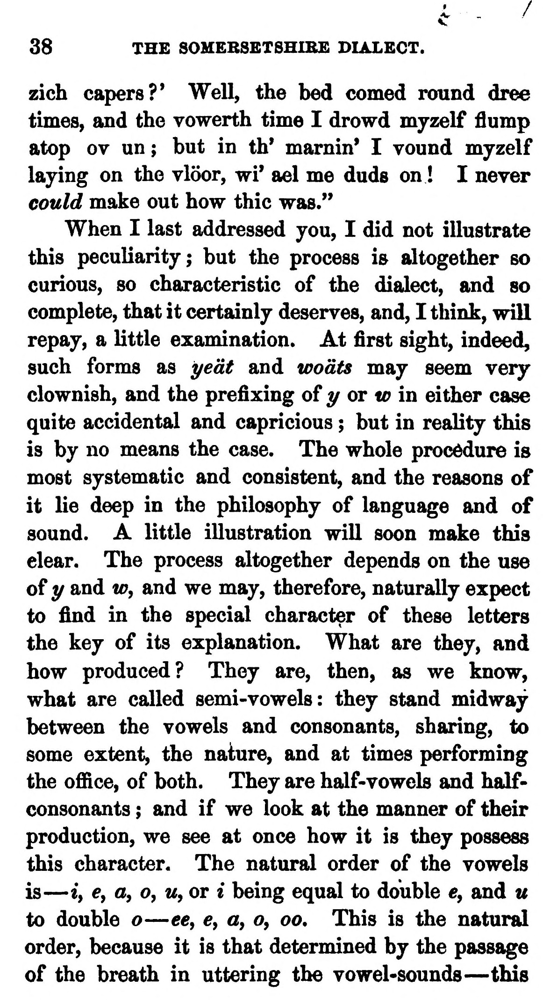 38 THE SOMERSETSHIRE DIALECT.
zich capers?’ Well, the bed comed round dree
times, and the vowerth time I drowd myzelf flump
atop ov un; but in th’ marnin’ I vound myzelf
laying on the vlöor, wi’ ael me duds on! I never
could make out how thic was.”
When I last addressed you, I did not illustrate
this peculiarity; but the process is altogether so
curious, so characteristic of the dialect, and so
complete, that it certainly deserves, and, I think, will
repay, a little examination. At first sight, indeed,
such forms as yeät and woäts may seem very
clownish, and the prefixing of y or w in either case
quite accidental and capricious; but in reality this
is by no means the case. The whole procedure is
most systematic and consistent, and the reasons of
it lie deep in the philosophy of language and of
sound. A little illustration will soon make this
clear. The process altogether depends on the use
of y and w, and we may, therefore, naturally expect
to find in the special character of these letters
the key of its explanation. What are they, and
how produced? They are, then, as we know,
what are called semi-vowels: they stand midway
between the vowels and consonants, sharing, to
some extent, the nature, and at times performing
the office, of both. They are half-vowels and half-
consonants; and if we look at the manner of their
production, we see at once how it is they possess
this character. The natural order of the vowels
is—i, e, a, o, u, or i being equal to double e, and u
to double o—ee, e, a, o, oo. This is the natural
order, because it is that determined by the passage
of the breath in uttering the vowel-sounds—this